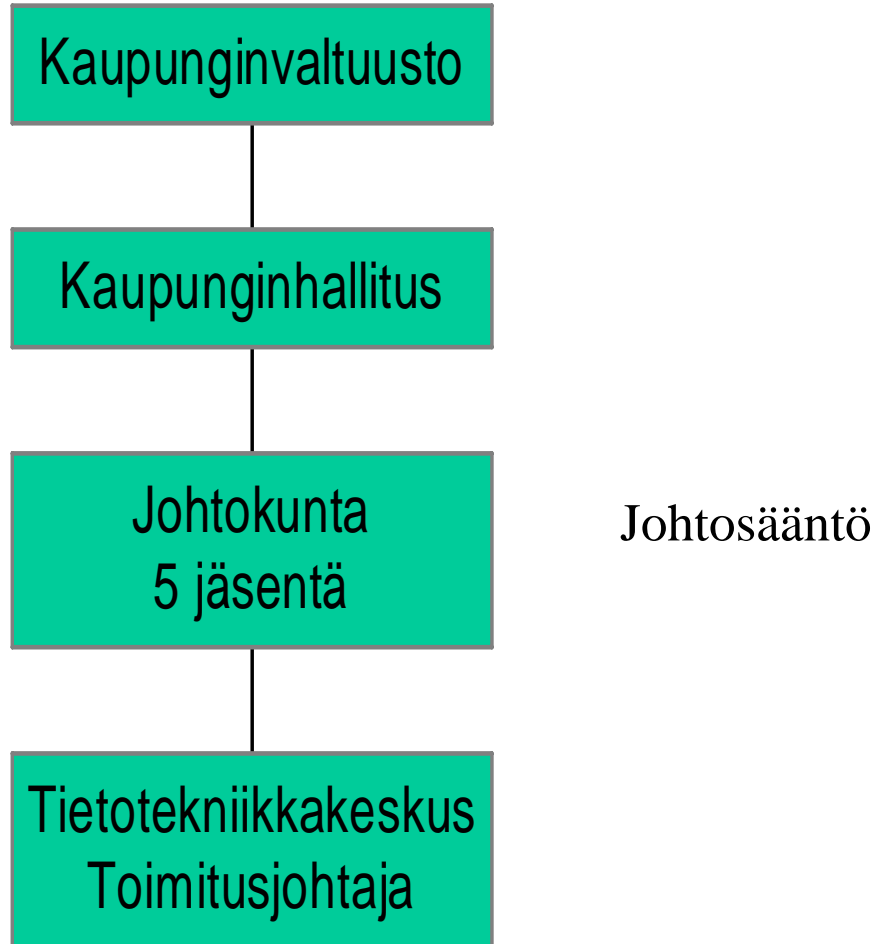 Kaupunginvaltuusto
Kaupunginhallitus
Johtokunta
5 jäsentä
Johtosääntö
Tietotekniikkakeskus
Toimitusjohtaja